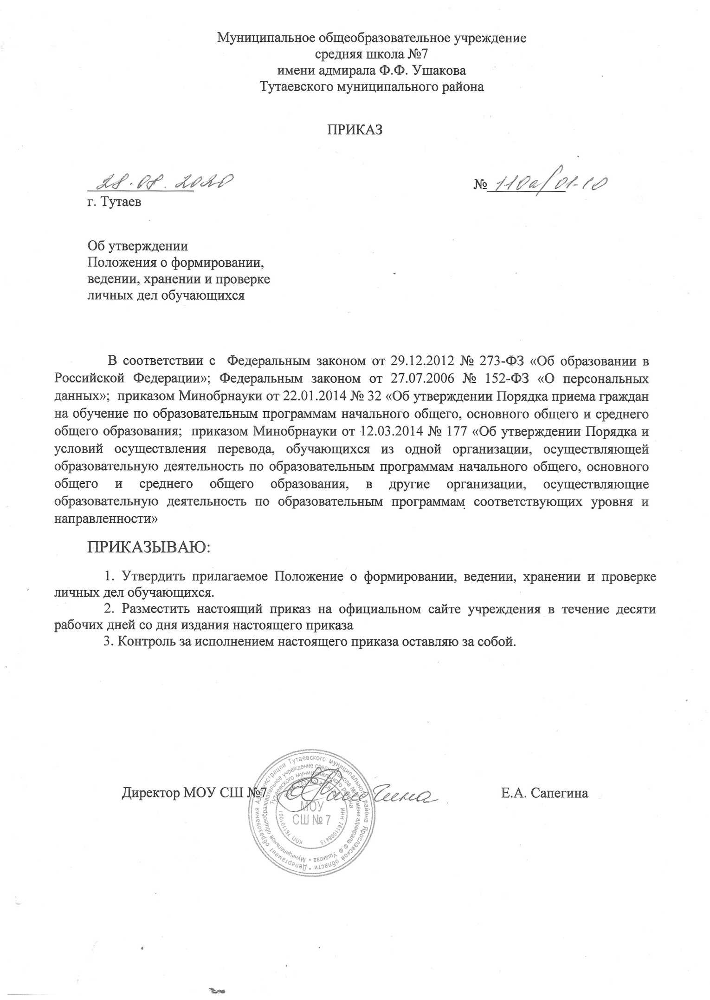 Муниципальное общеобразовательное учреждение
средняя школа №7
имени адмирала Ф.Ф. Ушакова
Тутаевского муниципального района
ПРИКАЗ
28.08.2020 № 110а/01-10
г. Тутаев
Об утверждении
Положения о формировании,
ведении, хранении и проверке
личных дел обучающихся
В соответствии с Федеральным законом от 29.12.2012 № 273-ФЗ «Об образовании в
Российской Федерации»; Федеральным законом от 27.07.2006 № 152-ФЗ «О персональных
данных»; приказом Минобрнауки от 22.01.2014 № 32 «Об утверждении Порядка приема граждан
на обучение по образовательным программам начального общего, основного общего и среднего
общего образования; приказом Минобрнауки от 12.03.2014 № 177 «Об утверждении Порядка и
условий осуществления перевода, обучающихся из одной организации, осуществляющей
образовательную деятельность по образовательным программам начального общего, основного
общего и среднего общего образования, в другие организации, осуществляющие
образовательную деятельность по образовательным программам соответствующих уровня и
направленности»
ПРИКАЗЫВАЮ:
1. Утвердить прилагаемое Положение о формировании, ведении, хранении и проверке
личных дел обучающихся.
2. Разместить настоящий приказ на официальном сайте учреждения в течение десяти
рабочих дней со дня издания настоящего приказа
3. Контроль за исполнением настоящего приказа оставляю за собой.
Директор МОУ СШ №7 Е.А. Сапегина
Департамент образования Администрации Тутаевского муниципального района Ярославской области
Муниципальное общеобразовательное учреждение средняя школа №7 имени адмирала Ф.Ф. Ушакова
Тутаевского муниципального района
ИНН 7611008415
КПП 761101001
МОУ
СШ № 7